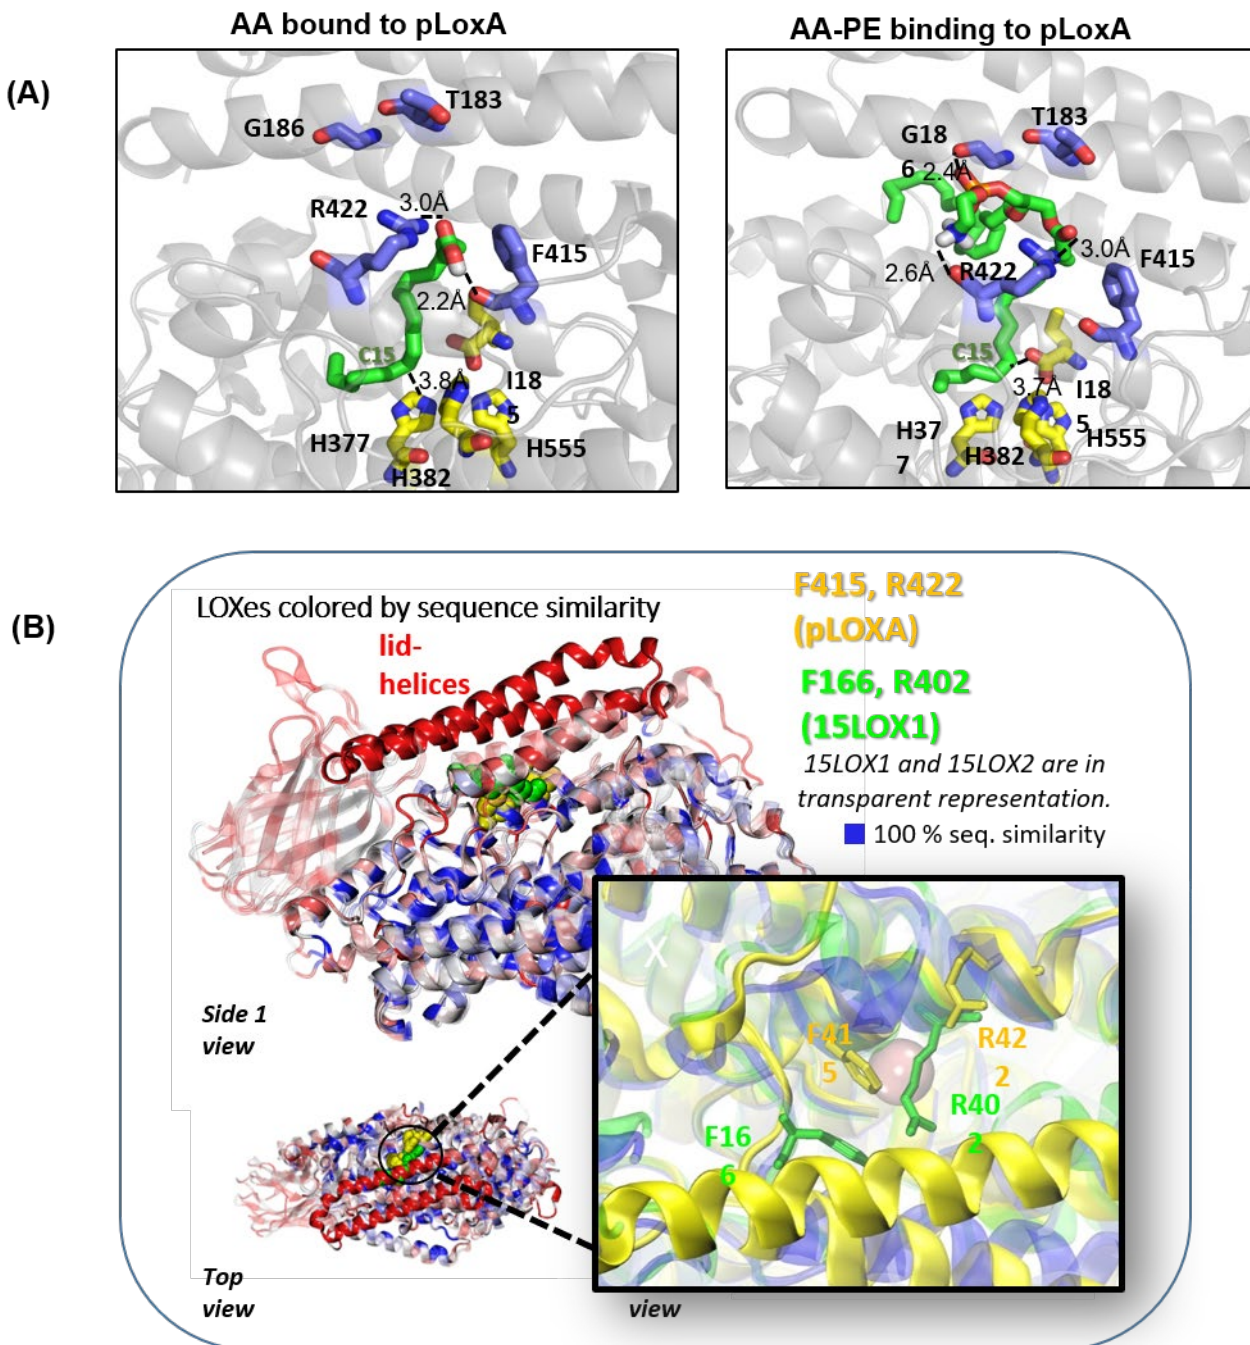 AA bound to pLoxA
AA-PE binding to pLoxA
(A)
T183
G186
3.0Å
R422
F415
2.2Å
C15
3.8Å
I18
5
H377
H555
H382
T183
G18
6
2.4Å
3.0Å
2.6Å
R422
F415
C15
3.7Å
I18
5
H37
7
H382
H555
(B)
LOXes colored by sequence similarity
lid-
helices
F415, R422
(pLOXA)
F166, R402
(15LOX1)
15LOX1 and 15LOX2 are in
transparent representation.
100 % seq. similarity
Side 1
view
X
F41
5
R42
2
R40
2
F16
6
Top
view
view